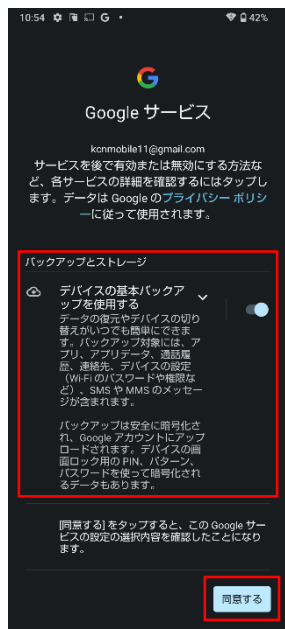 10:54 G 42%
G
Google サービス
kcnmobile11@gmail.com
サービスを後で有効または無効にする方法な
ど、各サービスの詳細を確認するにはタップし
ます。データは Google のプライバシー ポリシ
ーに従って使用されます。
バックアップとストレージ
デバイスの基本バックア
ップを使用する
データの復元やデバイスの切り
替えがいつでも簡単にできま
す。バックアップ対象には、ア
プリ、アプリデータ、通話履
歴、連絡先、デバイスの設定
（Wi-Fi のパスワードや権限な
ど）、SMS や MMS のメッセー
ジが含まれます。
バックアップは安全に暗号化さ
れ、Google アカウントにアップ
ロードされます。デバイスの画
面ロック用の PIN、パターン、
パスワードを使って暗号化され
るデータもあります。
[同意する] をタップすると、この Google サー
ビスの設定の選択内容を確認したことになり
ます。
同意する